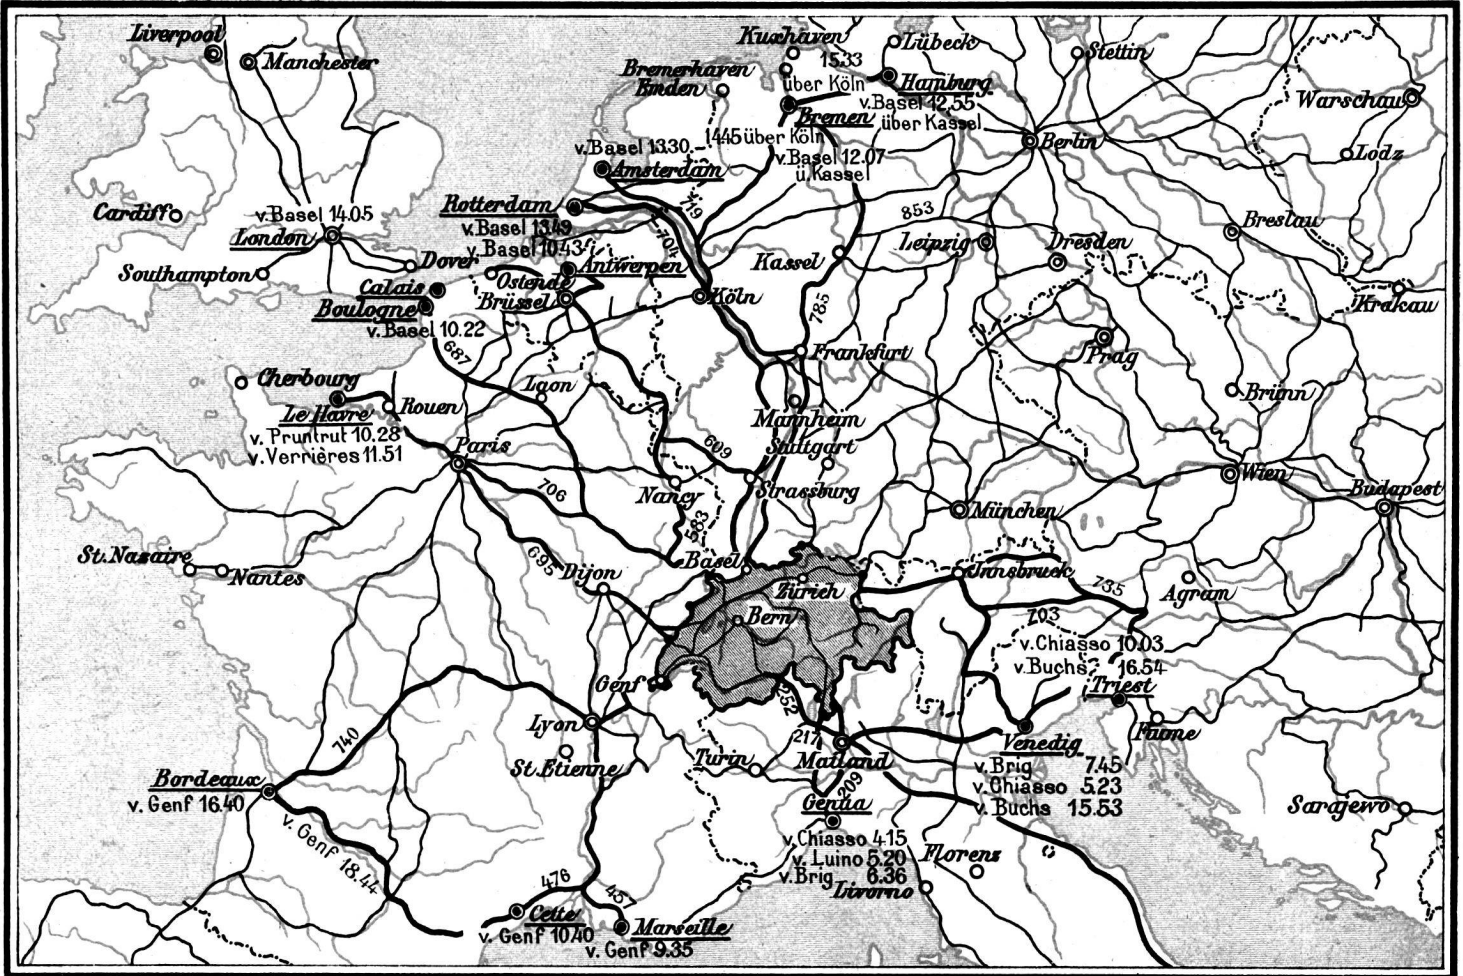 Liverpool
Manchester
Kuxhaven
Lübeck
Stettin
Bremerhaven
15.33
über Köln
Emden
Hamburg
Warschau
v. Basel 12.55
über Kassel
Bremen
1445 über Köln
Berlin
v. Basel 13.30
v. Basel 12.07
ü. Kassel
Lodz
Amsterdam
Cardiff
v. Basel 14.05
London
Rotterdam
719
853
Breslau
v. Basel 13.49
704
v. Basel 10.43
Leipzig
Dresden
Dover
Southampton
Antwerpen
Kassel
Ostende
Calais
Brüssel
Köln
Krakau
Boulogne
785
v. Basel 10.22
687
Frankfurt
Prag
Cherbourg
Laon
Brünn
Le Havre
Rouen
Mannheim
v. Pruntrut 10.28
v. Verrières 11.51
Paris
609
Stuttgart
Wien
706
Nancy
Strassburg
Budapest
München
583
St. Nazaire
Nantes
695
Dijon
Basel
Zürich
Innsbruck
735
Agram
Bern
703
v. Chiasso 10.03
v. Buchs 16.54
Genf
252
Triest
Lyon
740
217
Fiume
St. Etienne
Turin
Mailand
Venedig
v. Brig 7.45
v. Chiasso 5.23
v. Buchs 15.53
Bordeaux
v. Genf 16.40
209
Genua
Sarajewo
v. Genf 18.44
v. Chiasso 4.15
v. Luino 5.20
v. Brig 6.36
Florenz
Livorno
476
457
Cette
v. Genf 10.40
Marseille
v. Genf 9.35